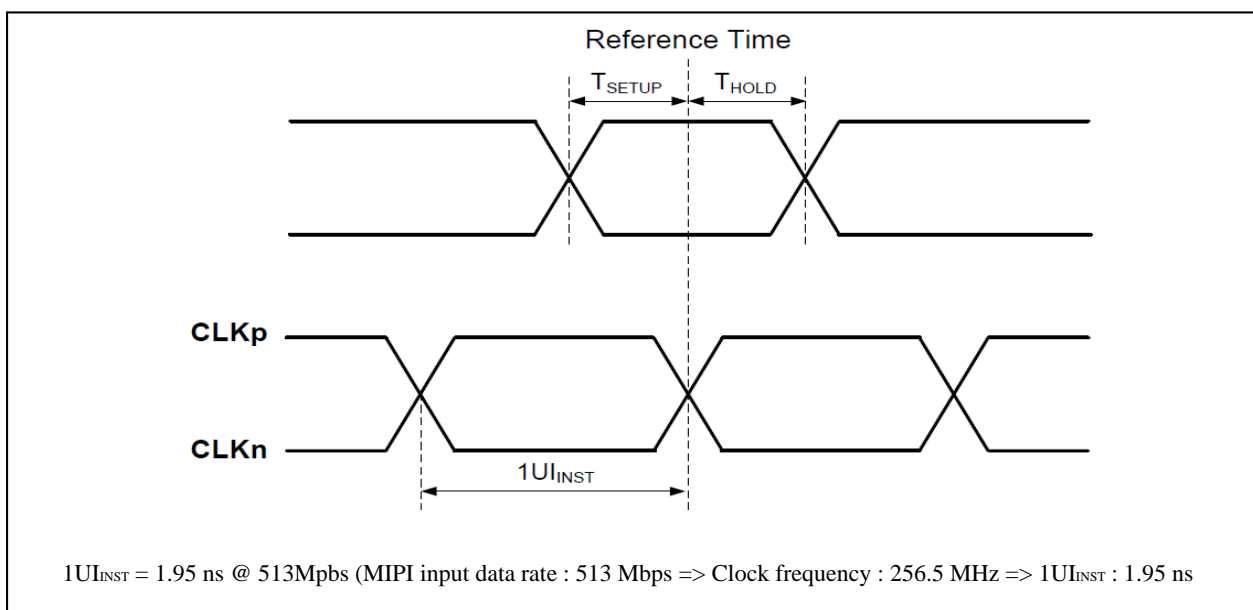 Reference Time
TSETUP THOLD
CLKp
CLKn
1UIINST
1UIINST = 1.95 ns @ 513Mpbs (MIPI input data rate : 513 Mbps => Clock frequency : 256.5 MHz => 1UIINST : 1.95 ns